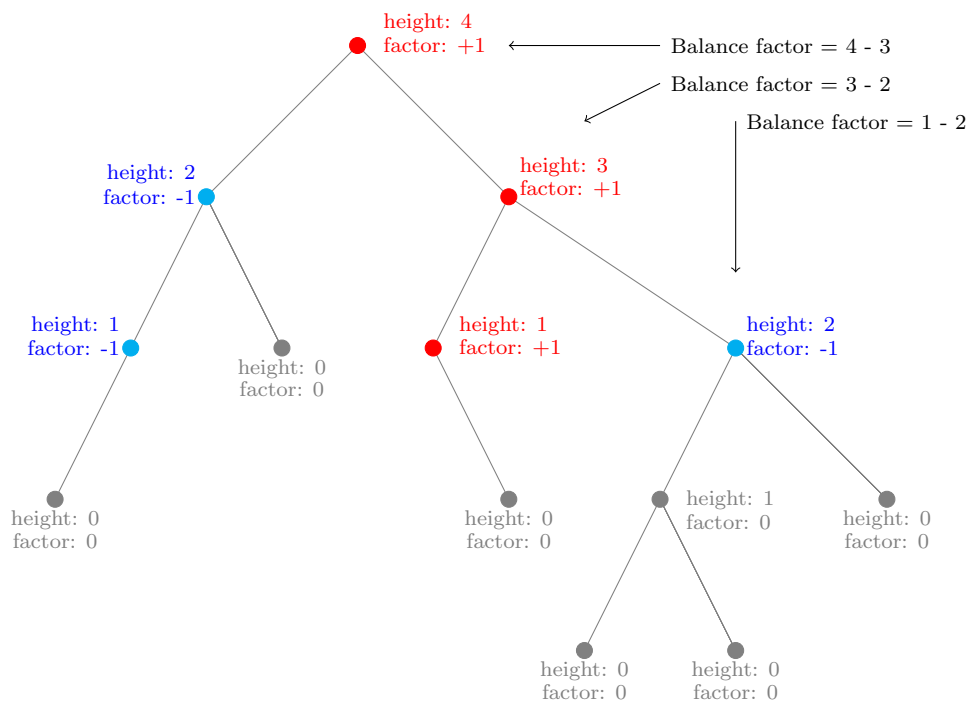 height: 4
factor: +1
Balance factor = 4 - 3
Balance factor = 3 - 2
Balance factor = 1 - 2
height: 2
factor: -1
height: 3
factor: +1
height: 1
factor: -1
height: 0
factor: 0
height: 1
factor: +1
height: 2
factor: -1
height: 0
factor: 0
height: 0
factor: 0
height: 1
factor: 0
height: 0
factor: 0
height: 0
factor: 0
height: 0
factor: 0